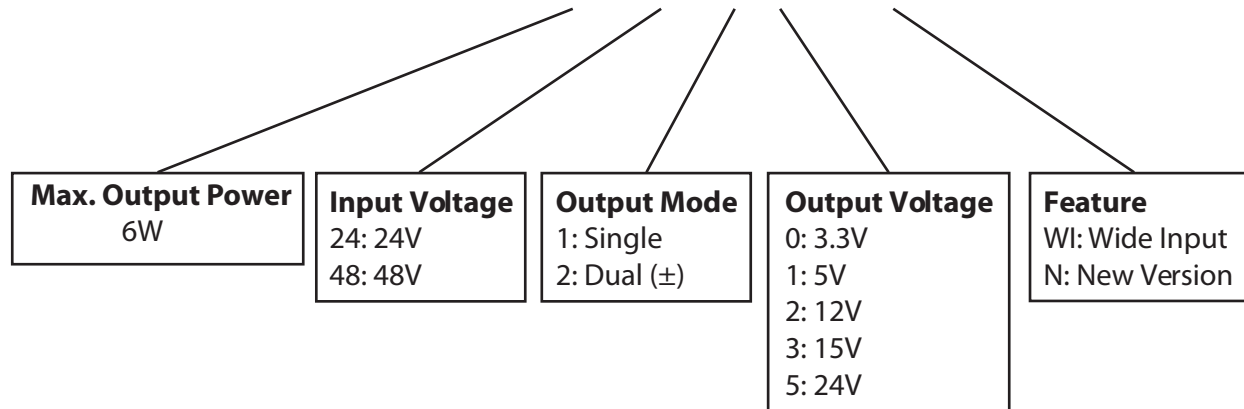 Max. Output Power
6W
Input Voltage
24: 24V
48: 48V
Output Mode
1: Single
2: Dual (±)
Output Voltage
0: 3.3V
1: 5V
2: 12V
3: 15V
5: 24V
Feature
WI: Wide Input
N: New Version